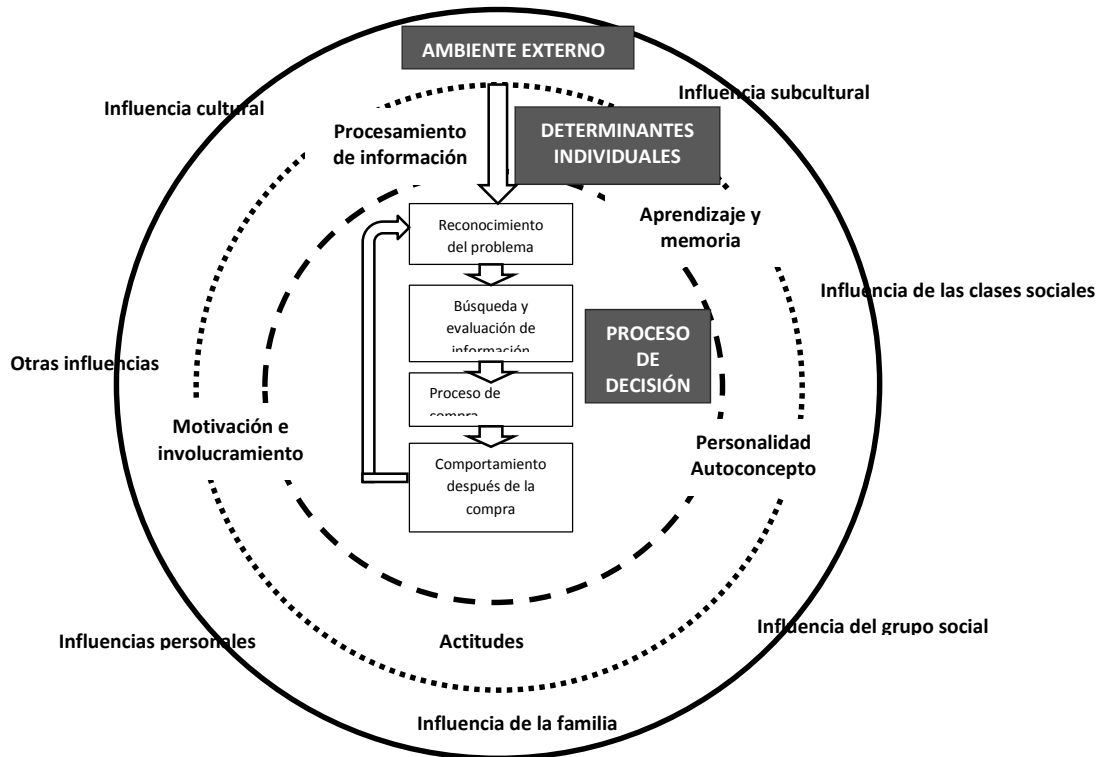 AMBIENTE EXTERNO
Influencia cultural
Influencia subcultural
Procesamiento
de información
DETERMINANTES
INDIVIDUALES
Aprendizaje y
memoria
Reconocimiento
del problema
Influencia de las clases sociales
Búsqueda y
evaluación de
información
PROCESO
DE
DECISIÓN
Otras influencias
Proceso de
compra
Motivación e
involucramiento
Personalidad
Autoconcepto
Comportamiento
después de la
compra
Influencias personales
Actitudes
Influencia del grupo social
Influencia de la familia